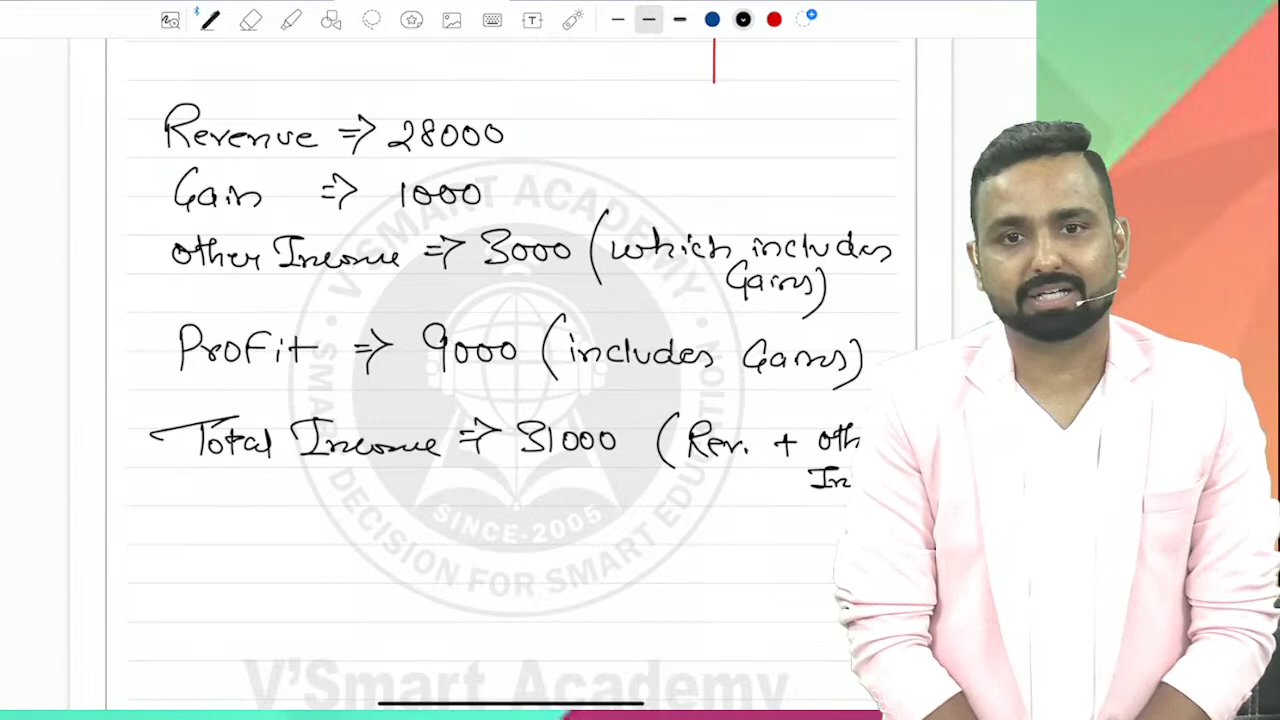 Revenue => 28000
Gain => 1000
other Income => 3000 (which includes
Gains)
Profit => 9000 (includes Gains)
Total Income => 31000 (Rev. + oth
In
V'SMART ACADEMY
SINCE-2005
DECISION FOR SMART EDUCATION
V'Smart Academy